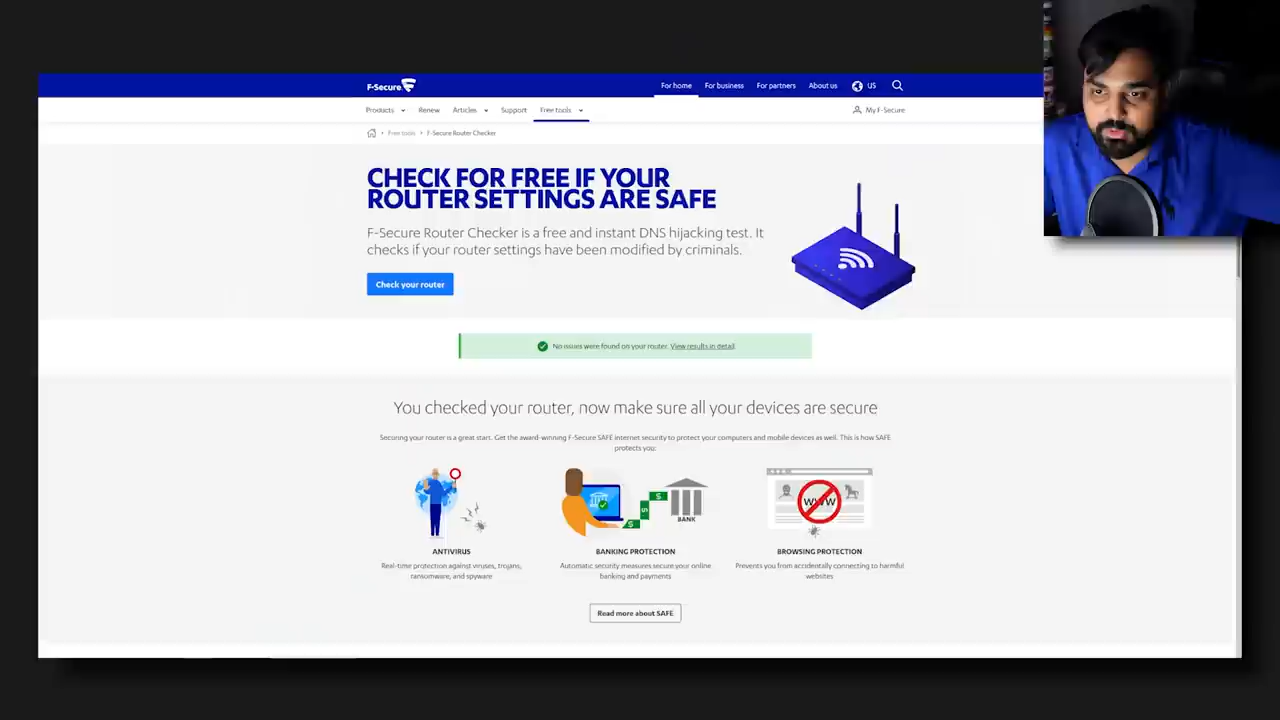 F-Secure.
For home
For business
For partners
About us
US
Products
Renew
Articles
Support
Free tools
My F-Secure
Free tools
F-Secure Router Checker
CHECK FOR FREE IF YOUR
ROUTER SETTINGS ARE SAFE
F-Secure Router Checker is a free and instant DNS hijacking test. It
checks if your router settings have been modified by criminals.
Check your router
No issues were found on your router. View results in detail.
You checked your router, now make sure all your devices are secure
Securing your router is a great start. Get the award-winning F-Secure SAFE internet security to protect your computers and mobile devices as well. This is how SAFE
protects you:
$
$
$
BANK
WWW
ANTIVIRUS
Real-time protection against viruses, trojans,
ransomware, and spyware
BANKING PROTECTION
Automatic security measures secure your online
banking and payments
BROWSING PROTECTION
Prevents you from accidentally connecting to harmful
websites
Read more about SAFE